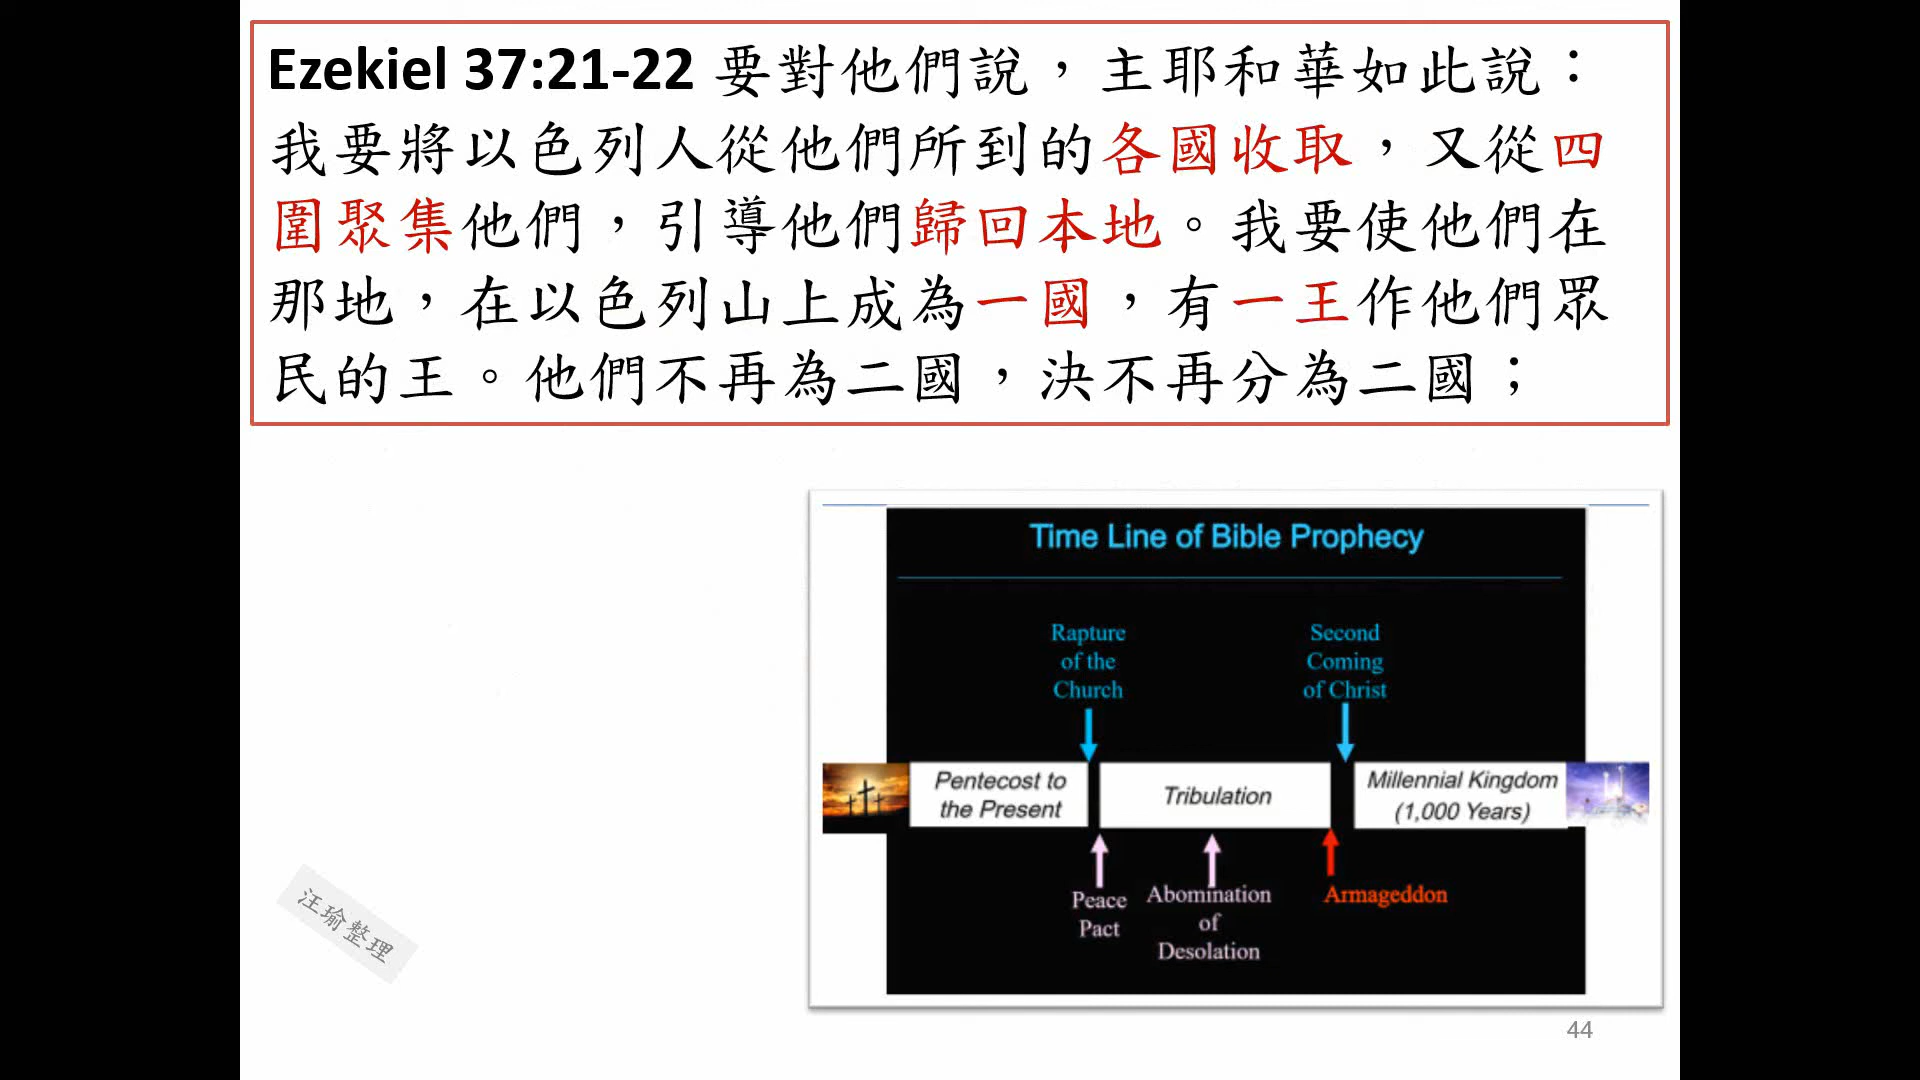 Ezekiel 37:21-22 要對他們說，主耶和華如此說：
我要將以色列人從他們所到的各國收取，又從四
圍聚集他們，引導他們歸回本地。我要使他們在
那地，在以色列山上成為一國，有一王作他們眾
民的王。他們不再為二國，決不再分為二國；
Time Line of Bible Prophecy
Rapture
of the
Church
Second
Coming
of Christ
Pentecost to
the Present
Tribulation
Millennial Kingdom
(1,000 Years)
Peace
Pact
Abomination
of
Desolation
Armageddon
汪瑜整理
44